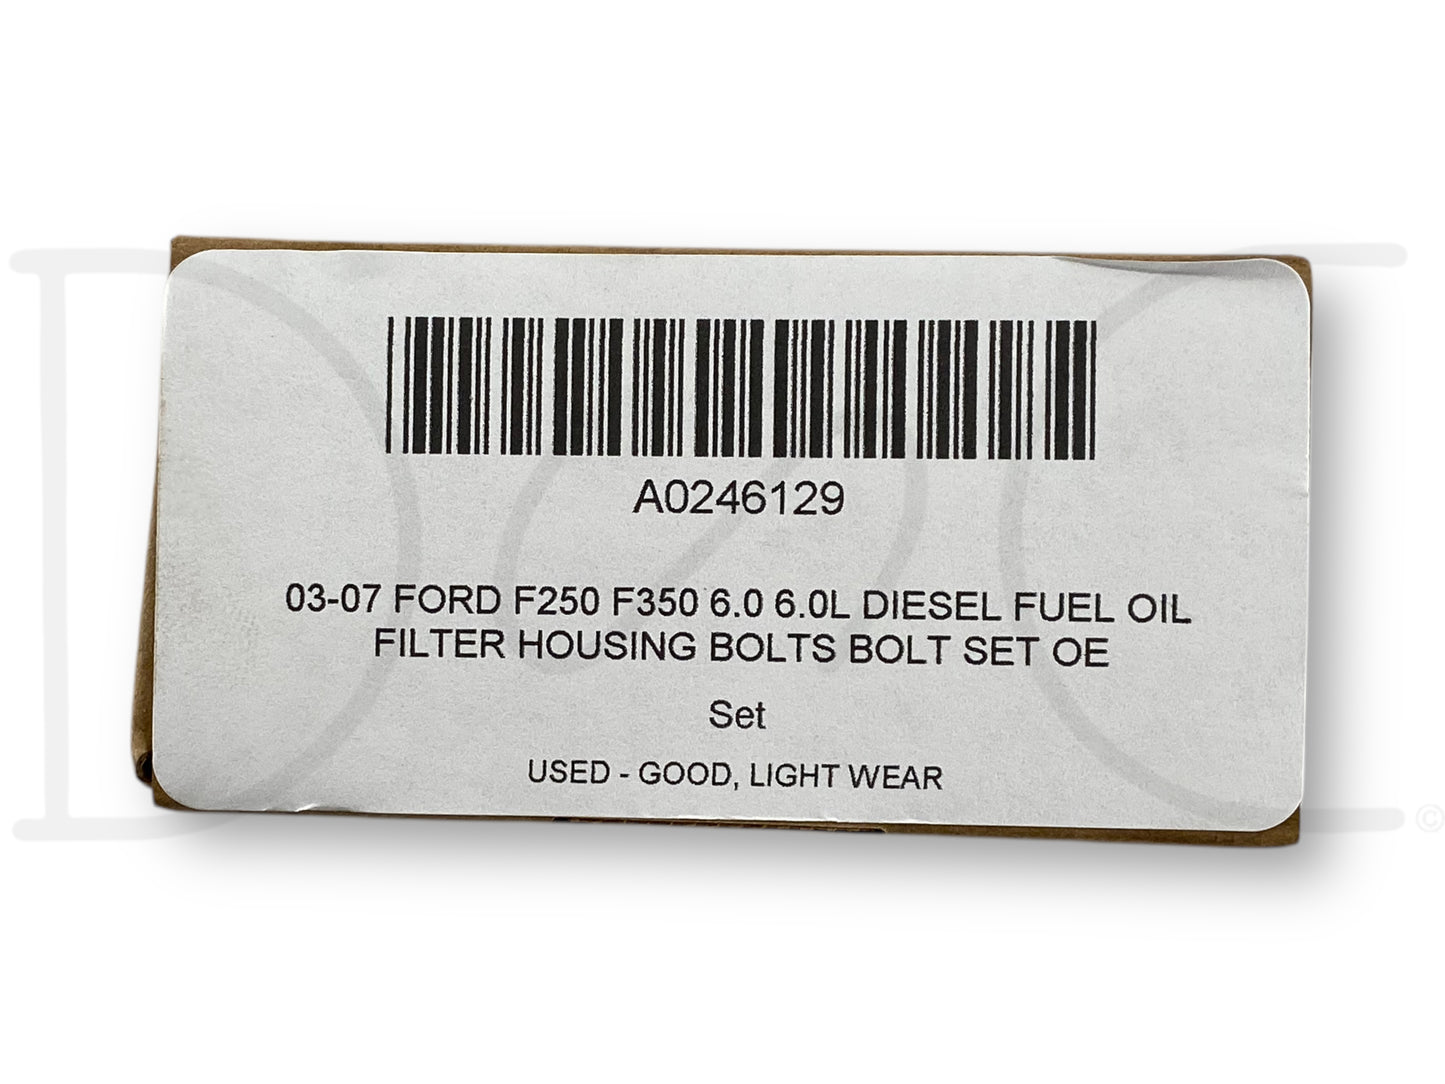 A0246129
03-07 FORD F250 F350 6.0 6.0L DIESEL FUEL OIL
FILTER HOUSING BOLTS BOLT SET OE
Set
USED - GOOD, LIGHT WEAR
©